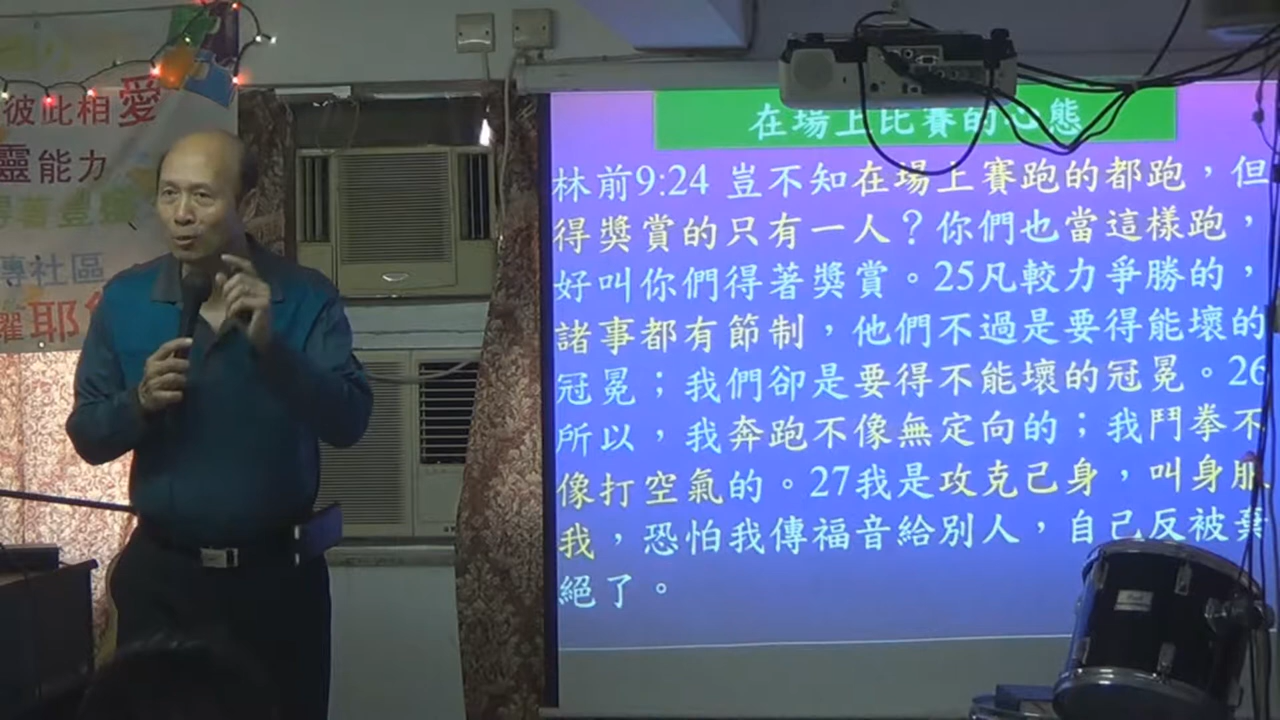 彼此相愛
靈能力
社區
耶
在場上比賽的心態
林前9:24 豈不知在場上賽跑的都跑，但
得獎賞的只有一人？你們也當這樣跑，
好叫你們得著獎賞。25凡較力爭勝的，
諸事都有節制，他們不過是要得能壞的
冠冕；我們卻是要得不能壞的冠冕。26
所以，我奔跑不像無定向的；我鬥拳不
像打空氣的。27我是攻克己身，叫身服
我，恐怕我傳福音給別人，自己反被棄
絕了。